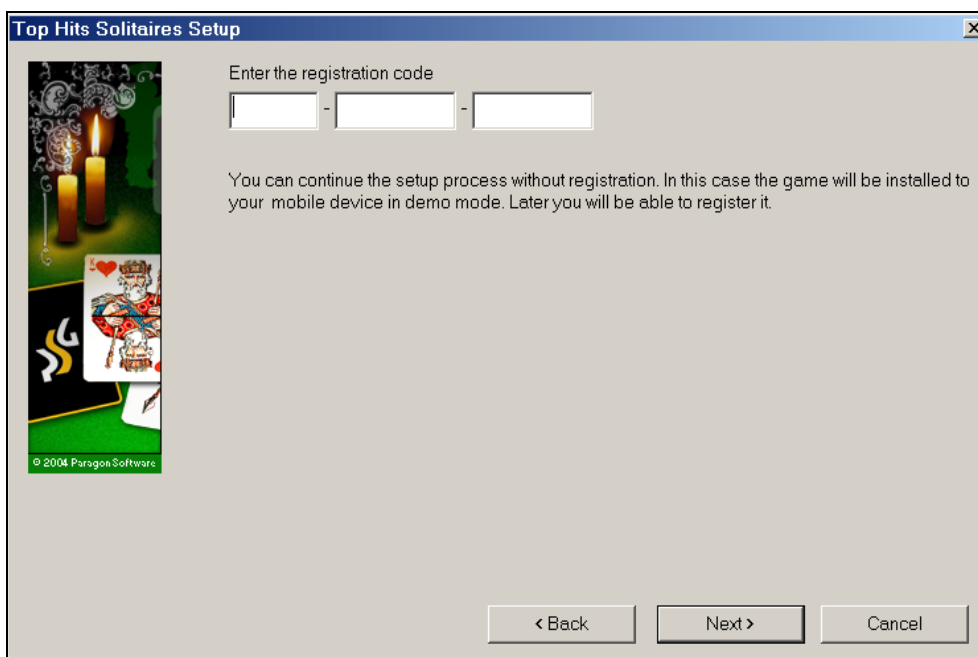 Top Hits Solitaires Setup
Enter the registration code
- -
You can continue the setup process without registration. In this case the game will be installed to
your mobile device in demo mode. Later you will be able to register it.
K
© 2004 Paragon Software
< Back Next > Cancel